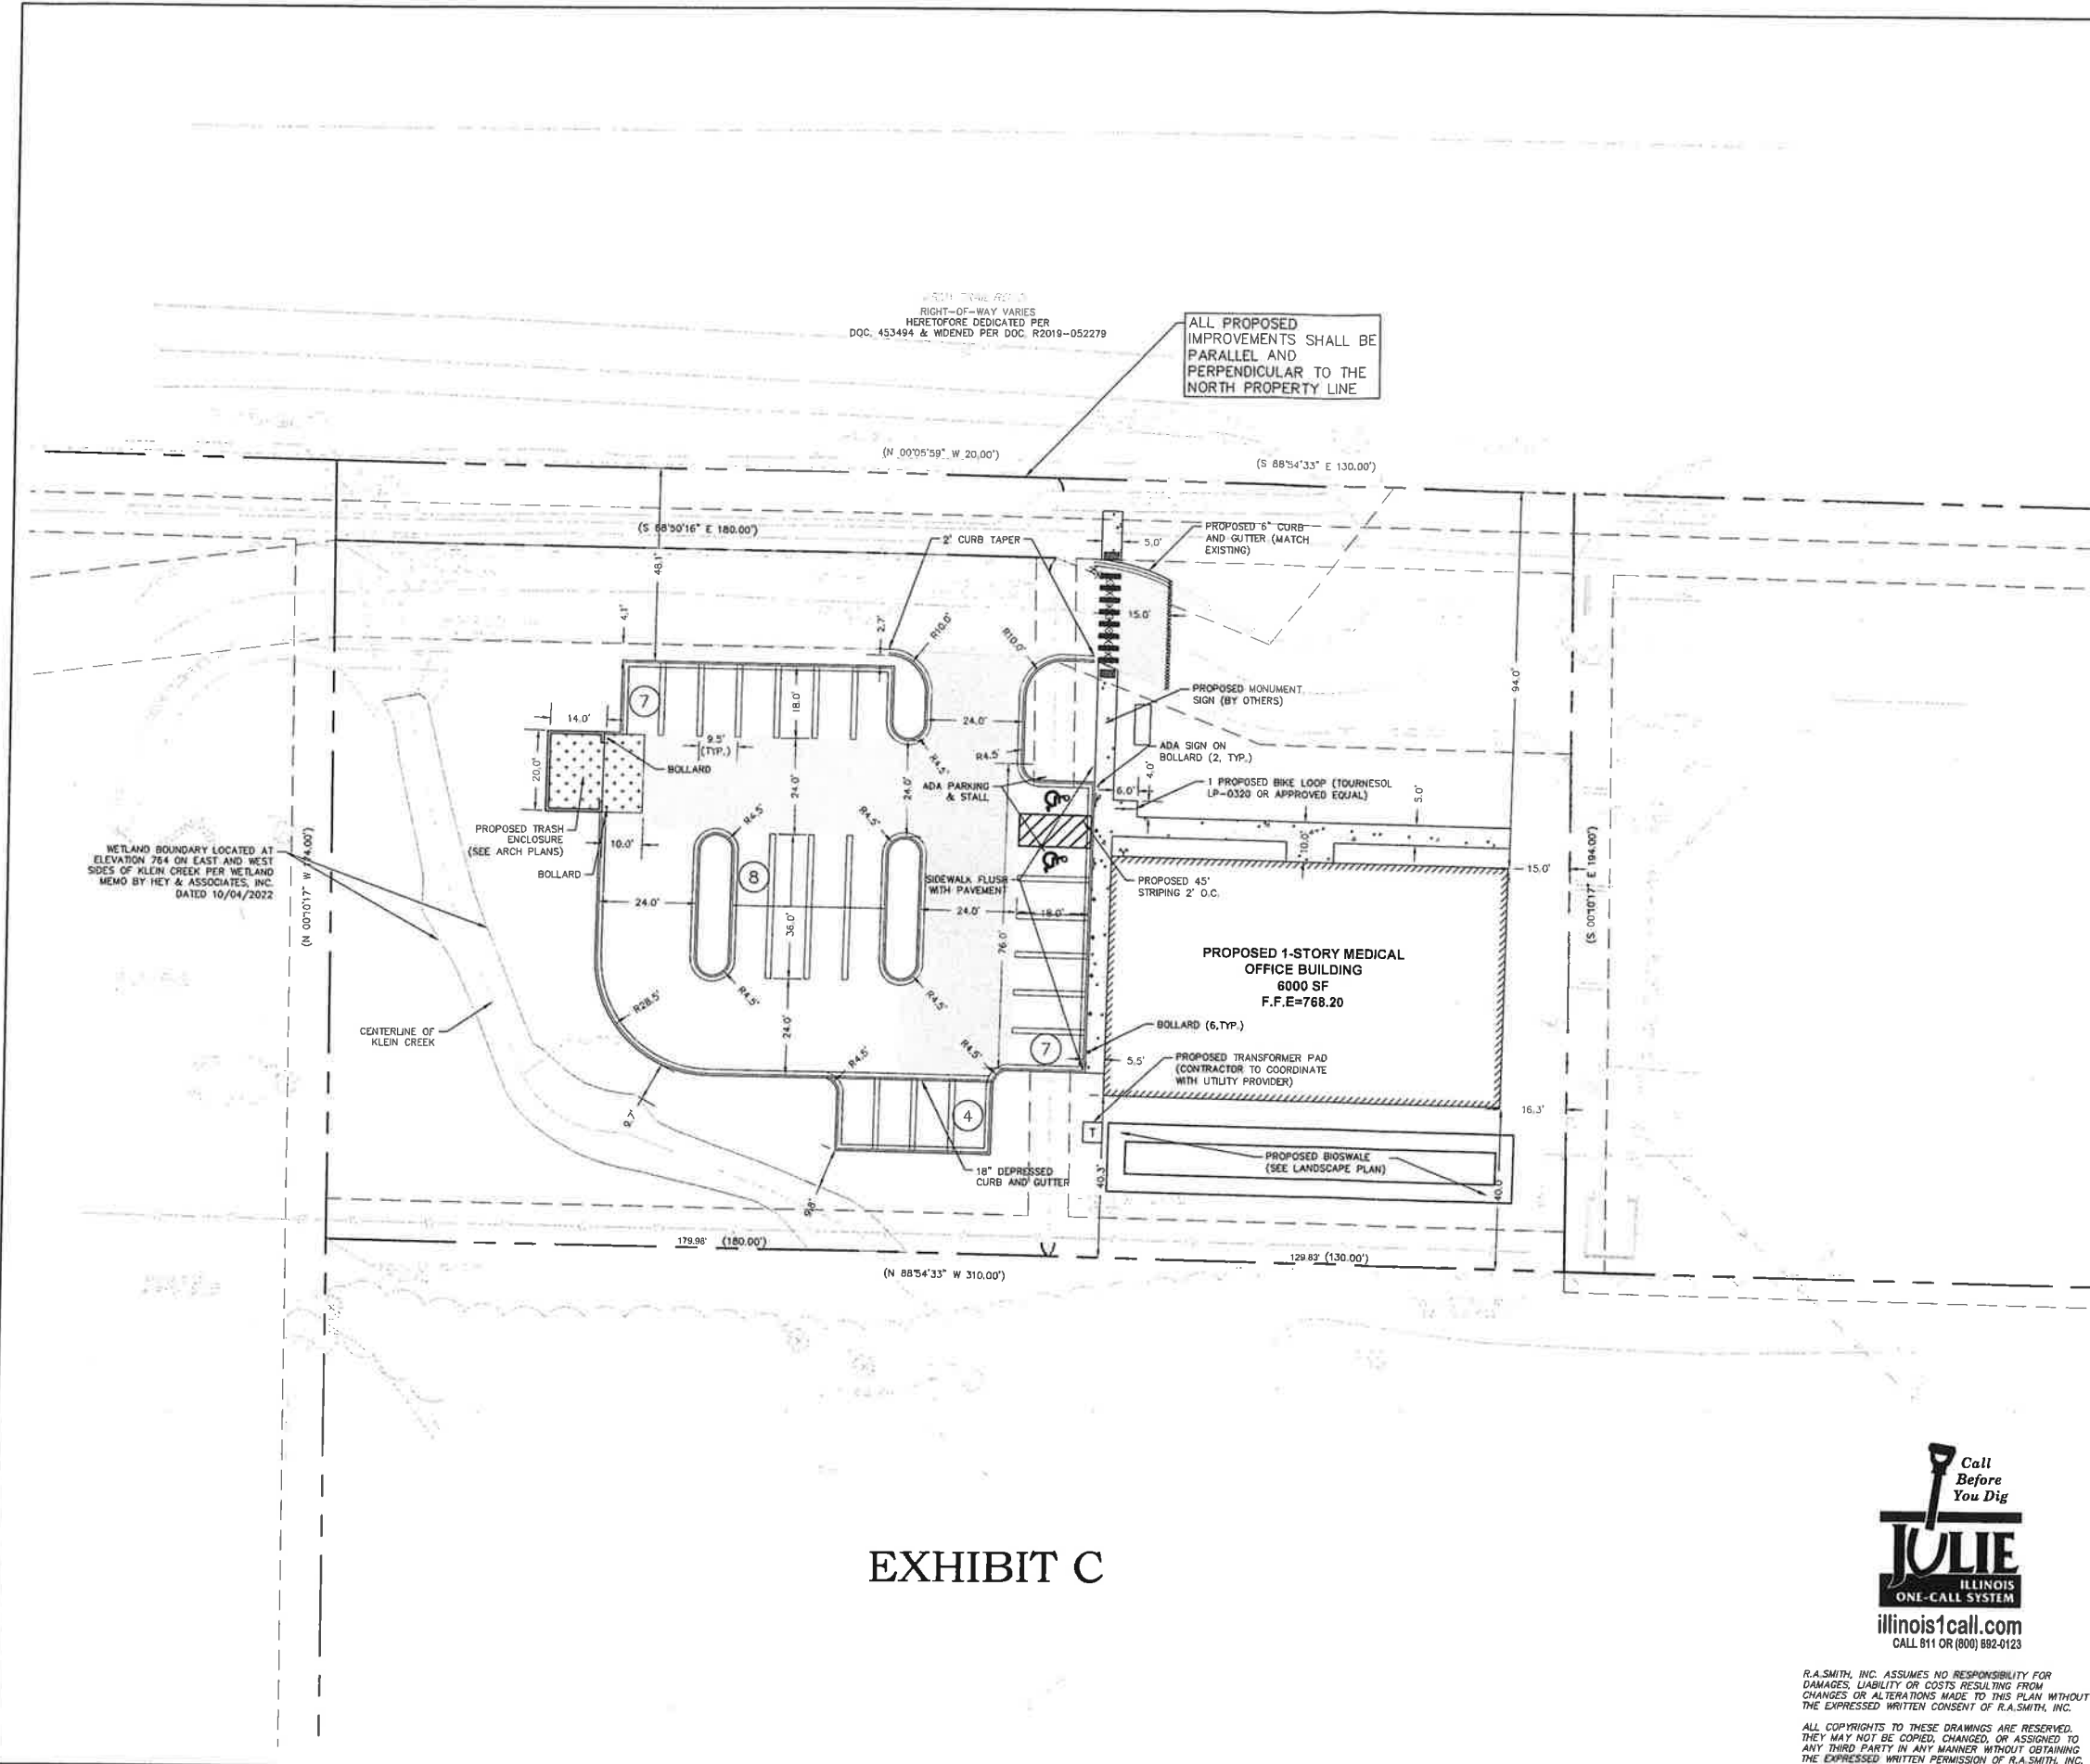 RIGHT-OF-WAY VARIES
HERETOFORE DEDICATED PER
DOC. 453494 & WIDENED PER DOC. R2019-052279
ALL PROPOSED
IMPROVEMENTS SHALL BE
PARALLEL AND
PERPENDICULAR TO THE
NORTH PROPERTY LINE
(N 00°05'59" W 20.00')
(S 88°54'33" E 130.00')
(S 88°50'16" E 180.00')
48.1'
2' CURB TAPER
5.0'
PROPOSED 6" CURB
AND GUTTER (MATCH
EXISTING)
4.1'
2.7'
R10.0'
R10.0'
15.0'
94.0'
7
18.0'
14.0'
9.5'
(TYP.)
24.0'
PROPOSED MONUMENT
SIGN (BY OTHERS)
20.0'
BOLLARD
24.0'
24.0'
R4.5'
R4.5'
ADA SIGN ON
BOLLARD (2, TYP.)
ADA PARKING
& STALL
6.0'
4.0'
1 PROPOSED BIKE LOOP (TOURNESOL
LP-0320 OR APPROVED EQUAL)
5.0'
R4.5'
R4.5'
PROPOSED TRASH
ENCLOSURE
(SEE ARCH PLANS)
10.0'
10.0'
BOLLARD
WETLAND BOUNDARY LOCATED AT
ELEVATION 764 ON EAST AND WEST
SIDES OF KLEIN CREEK PER WETLAND
MEMO BY HEY & ASSOCIATES, INC.
DATED 10/04/2022
8
SIDEWALK FLUSH
WITH PAVEMENT
PROPOSED 45°
STRIPING 2' O.C.
15.0'
24.0'
36.0'
24.0'
18.0'
76.0'
(S 00°10'17" E 194.00')
PROPOSED 1-STORY MEDICAL
OFFICE BUILDING
6000 SF
F.F.E=768.20
R28.5'
R4.5'
R4.5'
24.0'
CENTERLINE OF
KLEIN CREEK
BOLLARD (6, TYP.)
7
R4.5'
R4.5'
5.5'
PROPOSED TRANSFORMER PAD
(CONTRACTOR TO COORDINATE
WITH UTILITY PROVIDER)
9.7'
4
16.3'
T
18" DEPRESSED
CURB AND GUTTER
40.3'
PROPOSED BIOSWALE
(SEE LANDSCAPE PLAN)
40.0'
9.8'
179.98' (180.00')
129.83' (130.00')
(N 88°54'33" W 310.00')
EXHIBIT C
Call
Before
You Dig
JULIE
ILLINOIS
ONE-CALL SYSTEM
illinois1call.com
CALL 811 OR (800) 892-0123
R.A.SMITH, INC. ASSUMES NO RESPONSIBILITY FOR
DAMAGES, LIABILITY OR COSTS RESULTING FROM
CHANGES OR ALTERATIONS MADE TO THIS PLAN WITHOUT
THE EXPRESSED WRITTEN CONSENT OF R.A.SMITH, INC.
ALL COPYRIGHTS TO THESE DRAWINGS ARE RESERVED.
THEY MAY NOT BE COPIED, CHANGED, OR ASSIGNED TO
ANY THIRD PARTY IN ANY MANNER WITHOUT OBTAINING
THE EXPRESSED WRITTEN PERMISSION OF R.A.SMITH, INC.